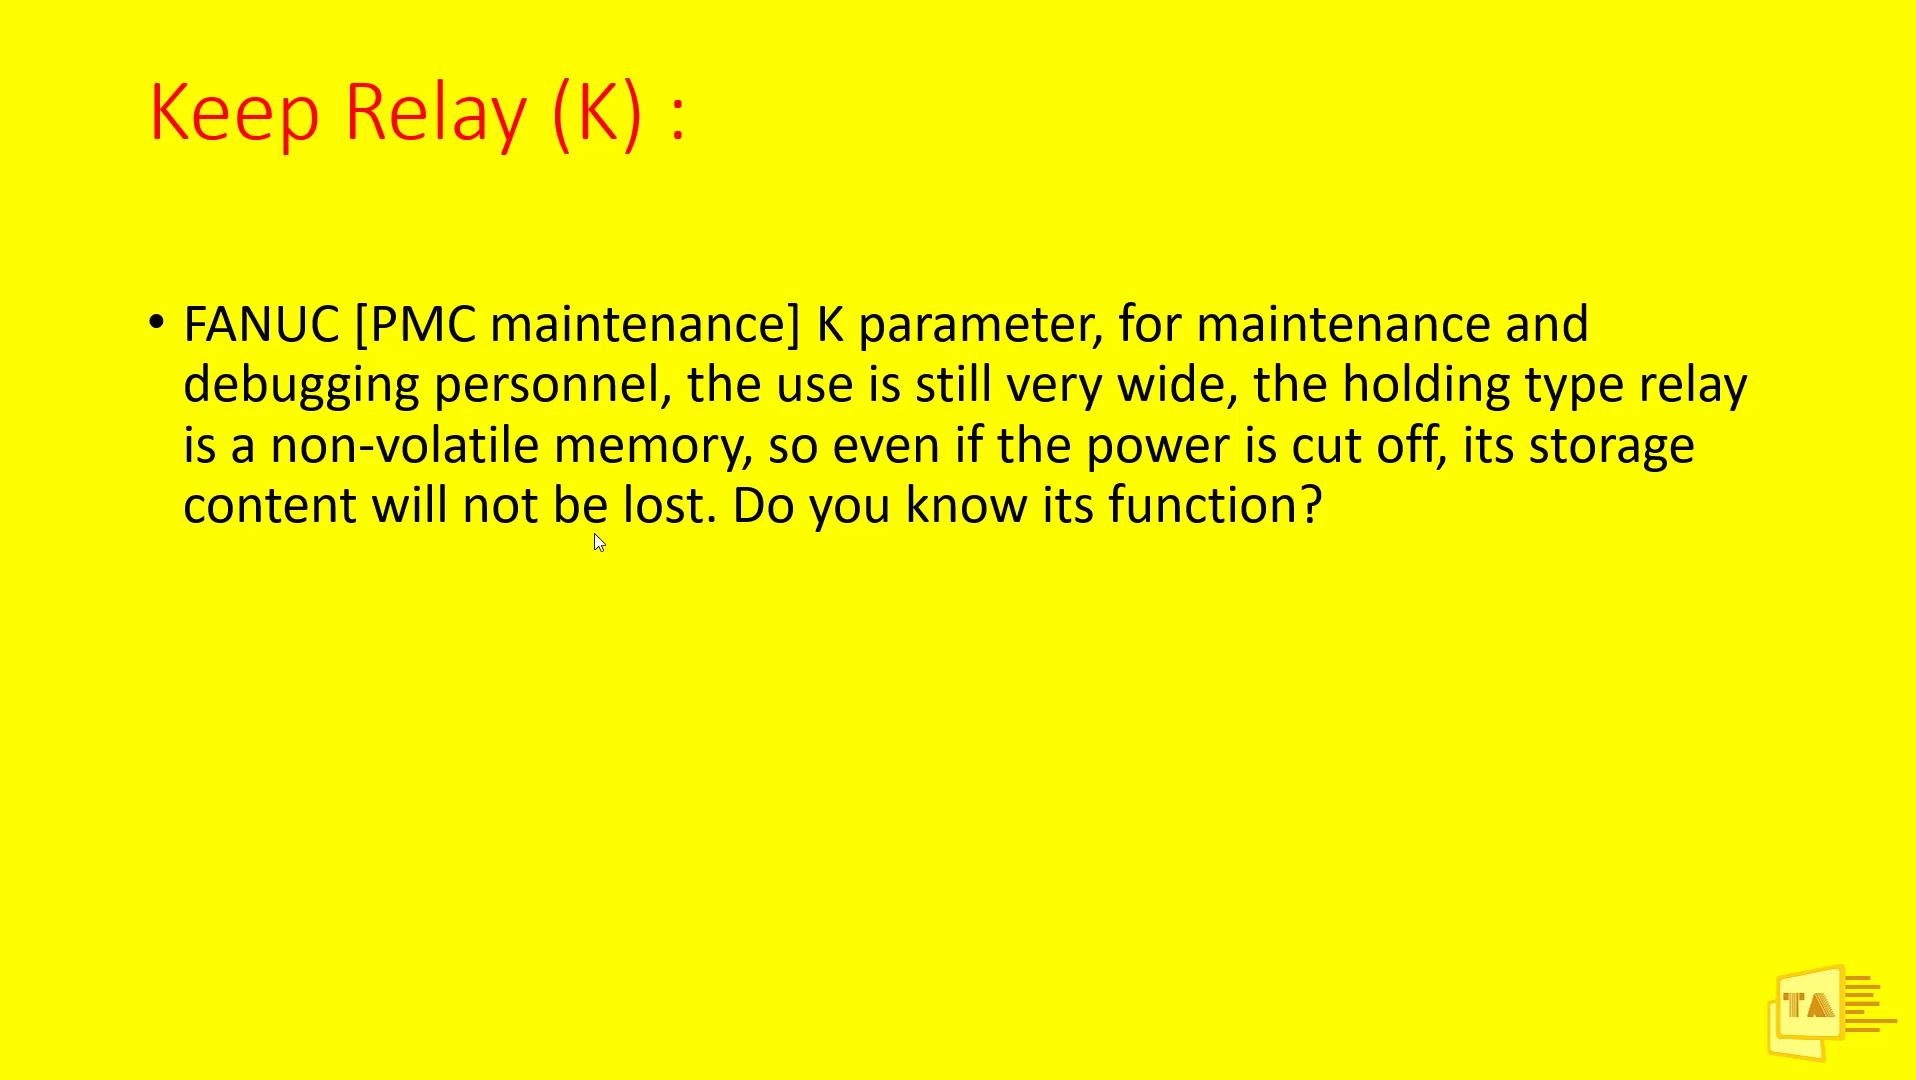 Keep Relay (K) :
• FANUC [PMC maintenance] K parameter, for maintenance and
debugging personnel, the use is still very wide, the holding type relay
is a non-volatile memory, so even if the power is cut off, its storage
content will not be lost. Do you know its function?
TA